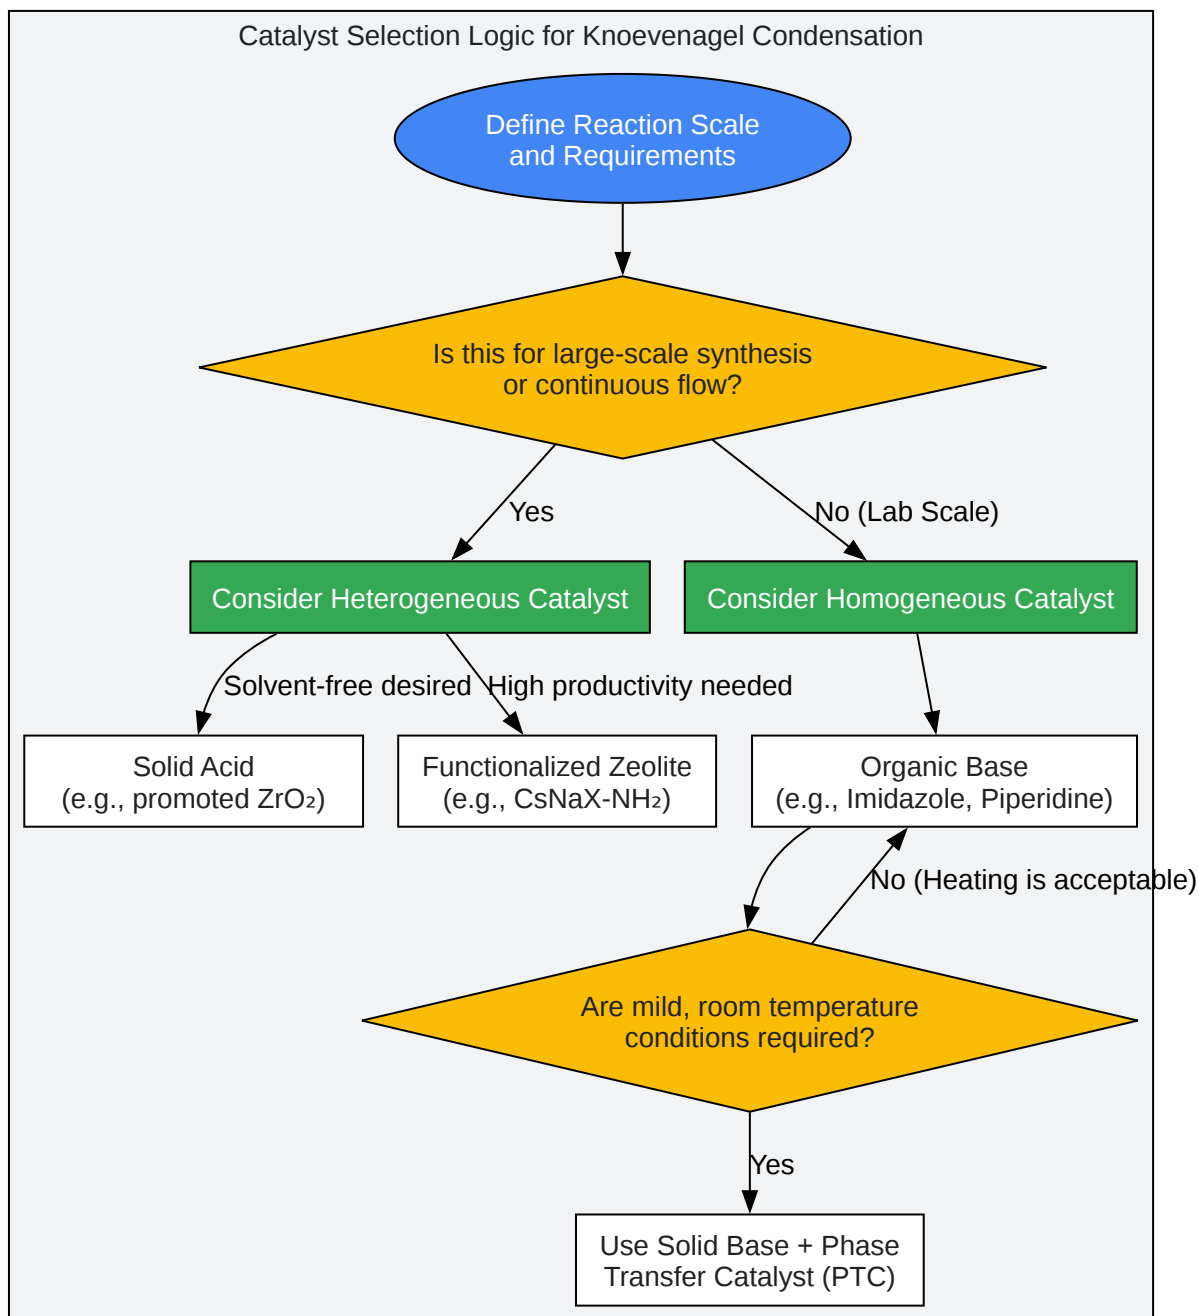 Catalyst Selection Logic for Knoevenagel Condensation
Define Reaction Scale
and Requirements
Is this for large-scale synthesis
or continuous flow?
Yes
No (Lab Scale)
Consider Heterogeneous Catalyst
Consider Homogeneous Catalyst
Solvent-free desired
High productivity needed
Solid Acid
(e.g., promoted ZrO₂)
Functionalized Zeolite
(e.g., CsNaX-NH₂)
Organic Base
(e.g., Imidazole, Piperidine)
No (Heating is acceptable)
Are mild, room temperature
conditions required?
Yes
Use Solid Base + Phase
Transfer Catalyst (PTC)